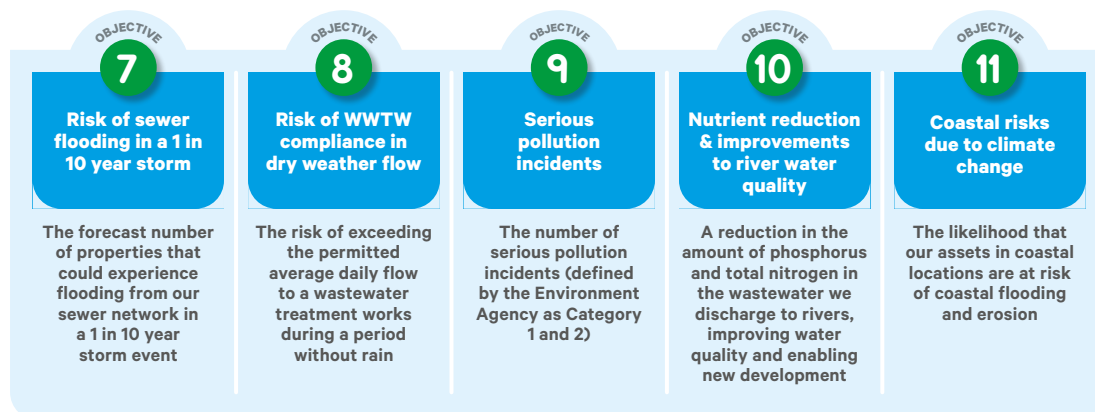 OBJECTIVE
7
Risk of sewer
flooding in a 1 in
10 year storm
The forecast number
of properties that
could experience
flooding from our
sewer network in
a 1 in 10 year
storm event
OBJECTIVE
8
Risk of WWTW
compliance in
dry weather flow
The risk of exceeding
the permitted
average daily flow
to a wastewater
treatment works
during a period
without rain
OBJECTIVE
9
Serious
pollution
incidents
The number of
serious pollution
incidents (defined
by the Environment
Agency as Category
1 and 2)
OBJECTIVE
10
Nutrient reduction
& improvements
to river water
quality
A reduction in the
amount of phosphorus
and total nitrogen in
the wastewater we
discharge to rivers,
improving water
quality and enabling
new development
OBJECTIVE
11
Coastal risks
due to climate
change
The likelihood that
our assets in coastal
locations are at risk
of coastal flooding
and erosion